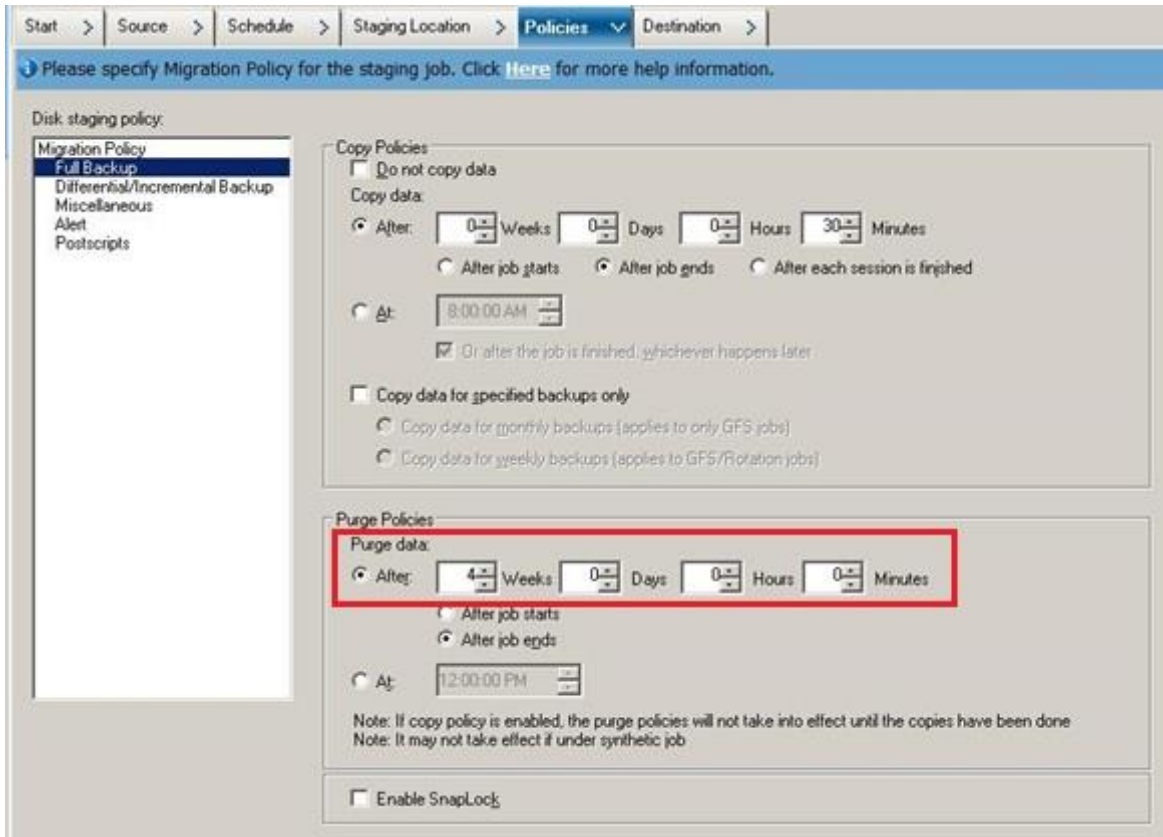 Start > Source > Schedule > Staging Location > Policies Destination >
Please specify Migration Policy for the staging job. Click Here for more help information.
Disk staging policy:
Migration Policy
Full Backup
Differential/Incremental Backup
Miscellaneous
Alert
Postscripts
Copy Policies
Do not copy data
Copy data:
After: 0 Weeks 0 Days 0 Hours 30 Minutes
After job starts After job ends After each session is finished
At: 8:00:00 AM
Or after the job is finished, whichever happens later
Copy data for specified backups only
Copy data for monthly backups (applies to only GFS jobs)
Copy data for weekly backups (applies to GFS/Rotation jobs)
Purge Policies
Purge data:
After: 4 Weeks 0 Days 0 Hours 0 Minutes
After job starts
After job ends
At: 12:00:00 PM
Note: If copy policy is enabled, the purge policies will not take into effect until the copies have been done
Note: It may not take effect if under synthetic job
Enable SnapLock